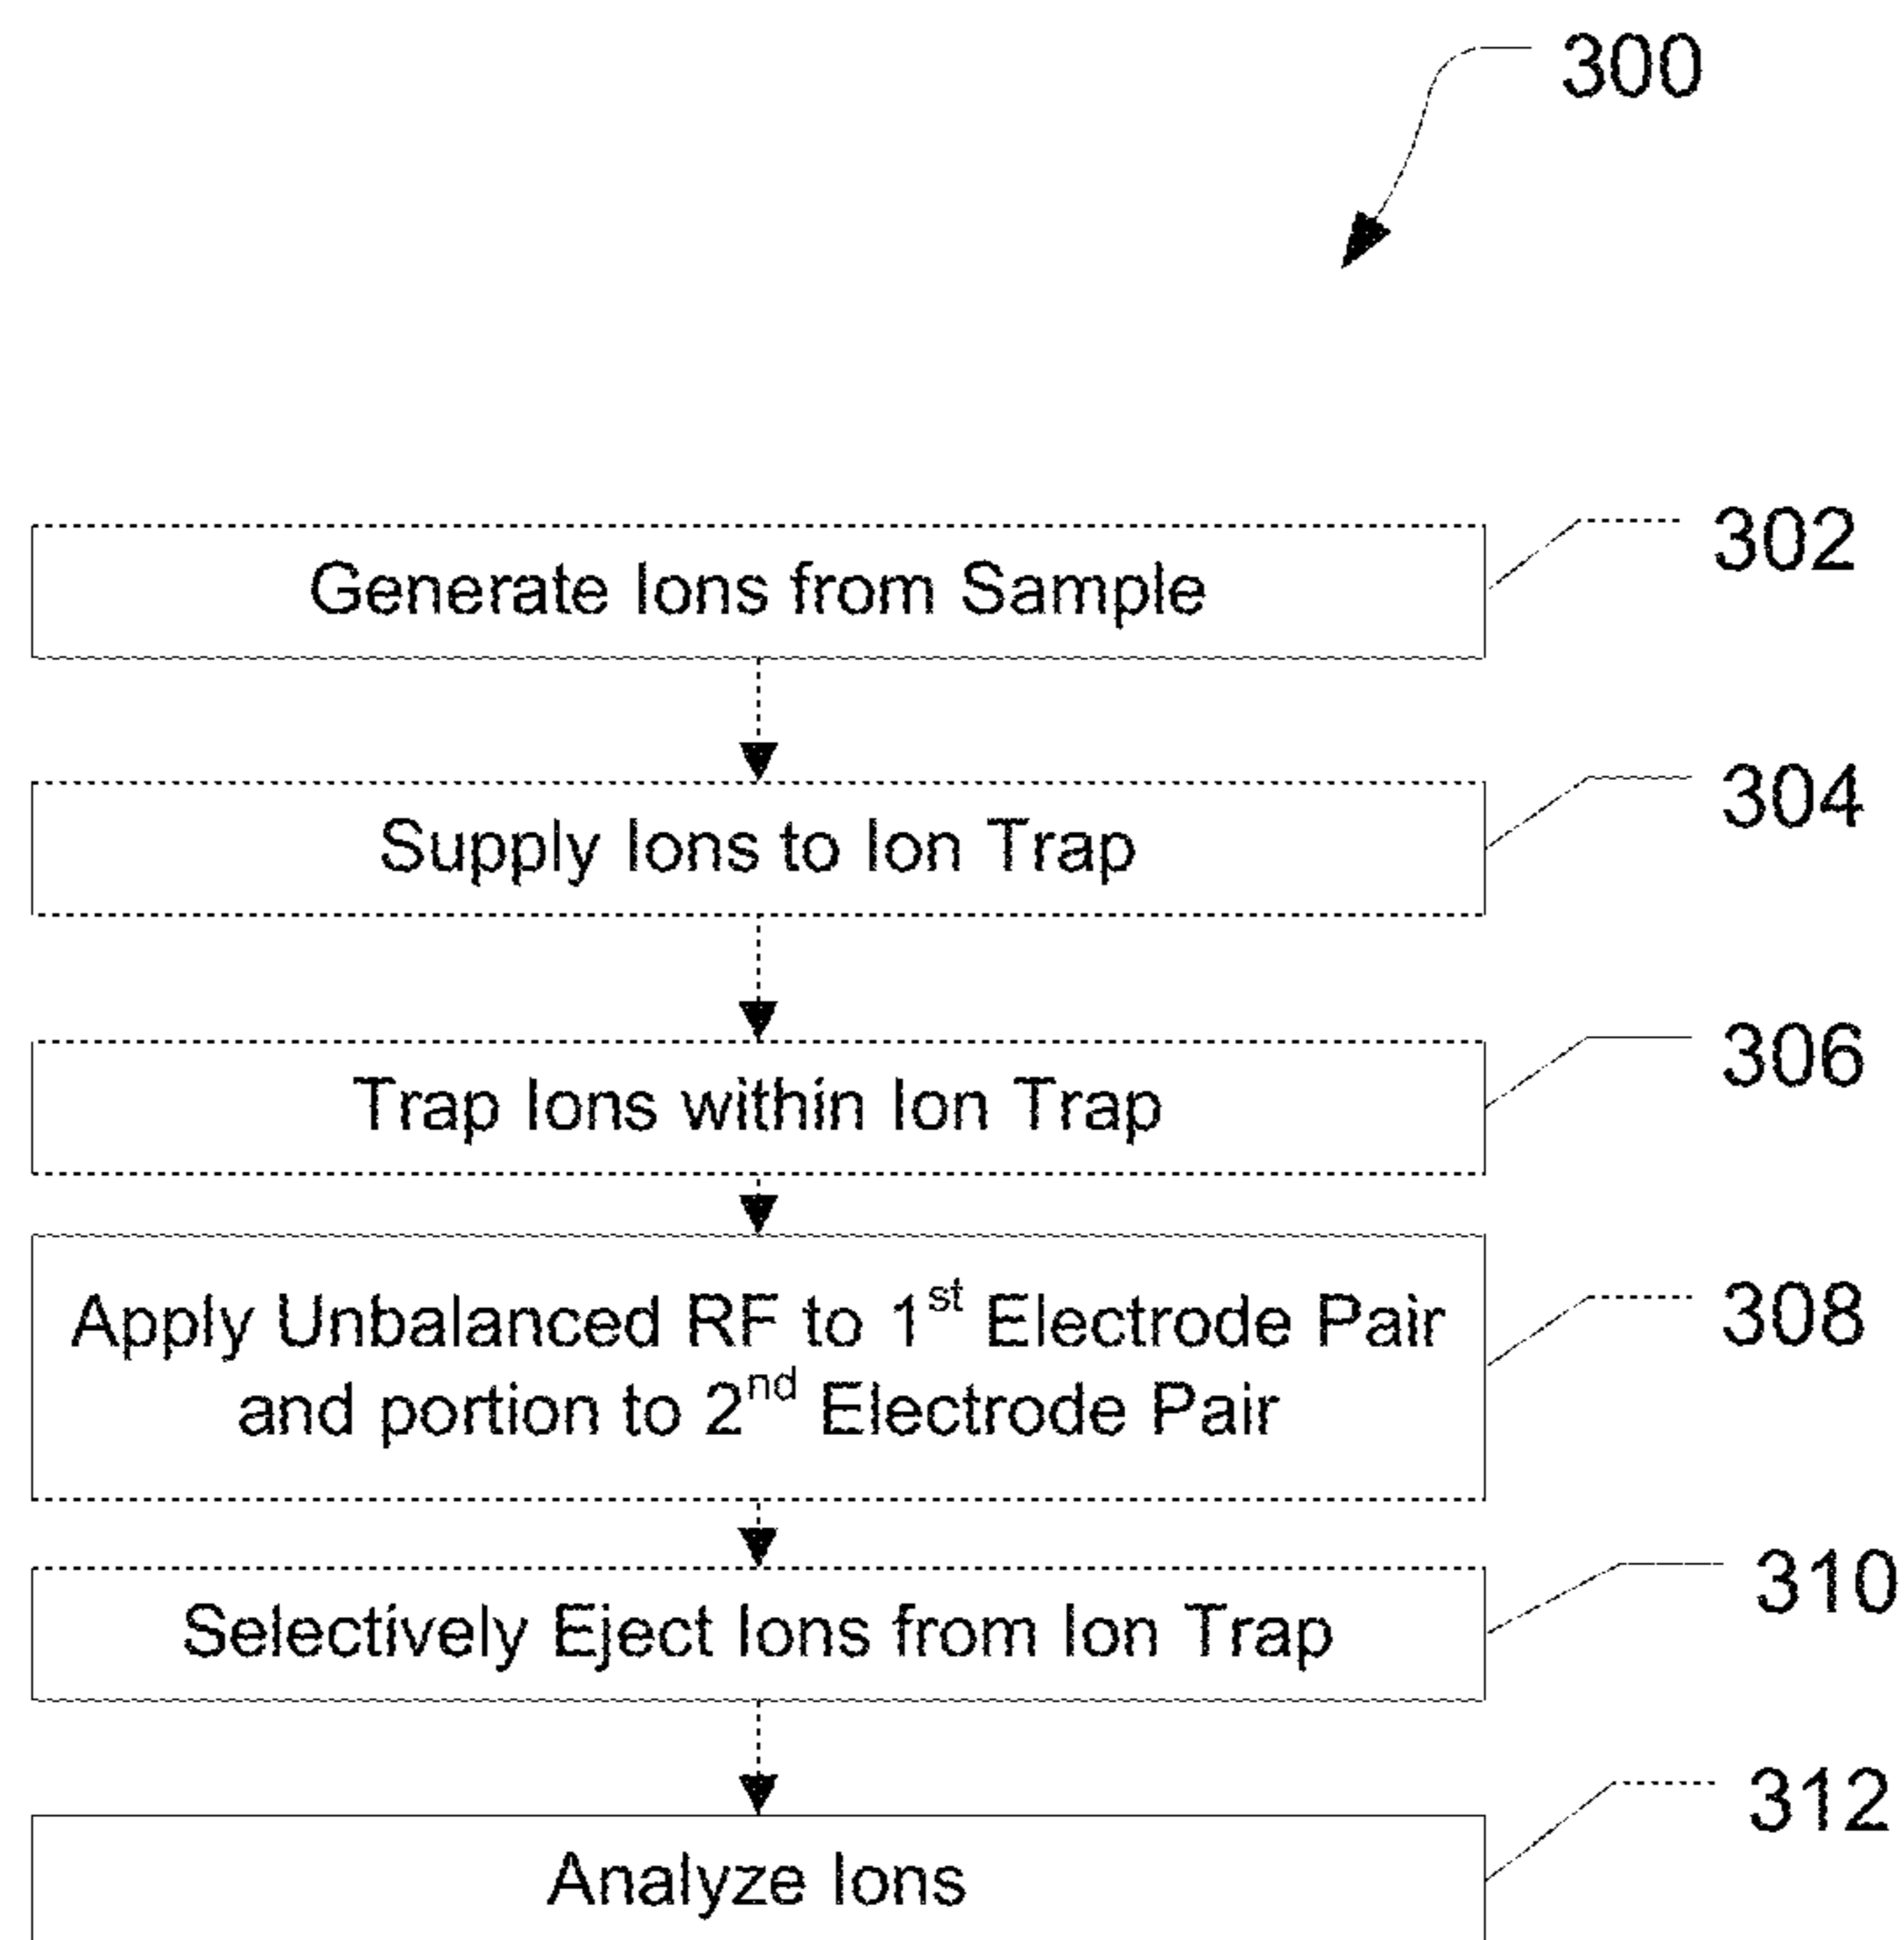 300
Generate Ions from Sample
302
Supply Ions to Ion Trap
304
Trap Ions within Ion Trap
306
Apply Unbalanced RF to 1st Electrode Pair
and portion to 2nd Electrode Pair
308
Selectively Eject Ions from Ion Trap
310
Analyze Ions
312